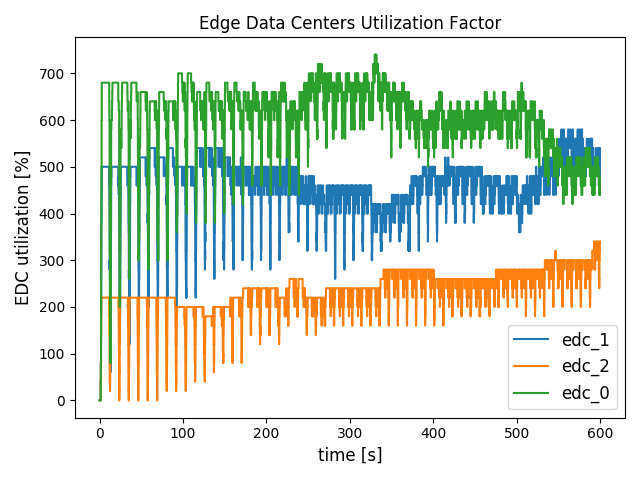 Edge Data Centers Utilization Factor
EDC utilization [%]
700
600
500
400
300
200
100
0
0 100 200 300 400 500 600
time [s]
edc_1
edc_2
edc_0